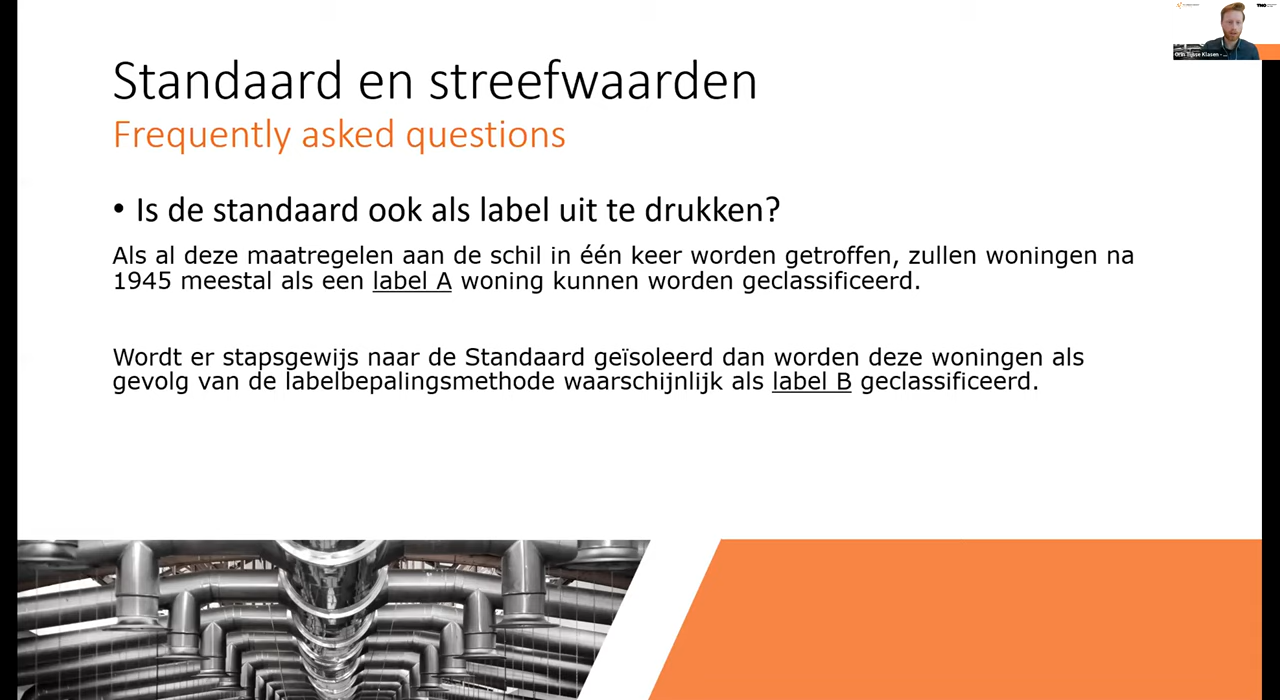 Standaard en streefwaarden
Frequently asked questions
• Is de standaard ook als label uit te drukken?
Als al deze maatregelen aan de schil in één keer worden getroffen, zullen woningen na
1945 meestal als een label A woning kunnen worden geclassificeerd.
Wordt er stapsgewijs naar de Standaard geïsoleerd dan worden deze woningen als
gevolg van de labelbepalingsmethode waarschijnlijk als label B geclassificeerd.
TNO
Klasen - ...